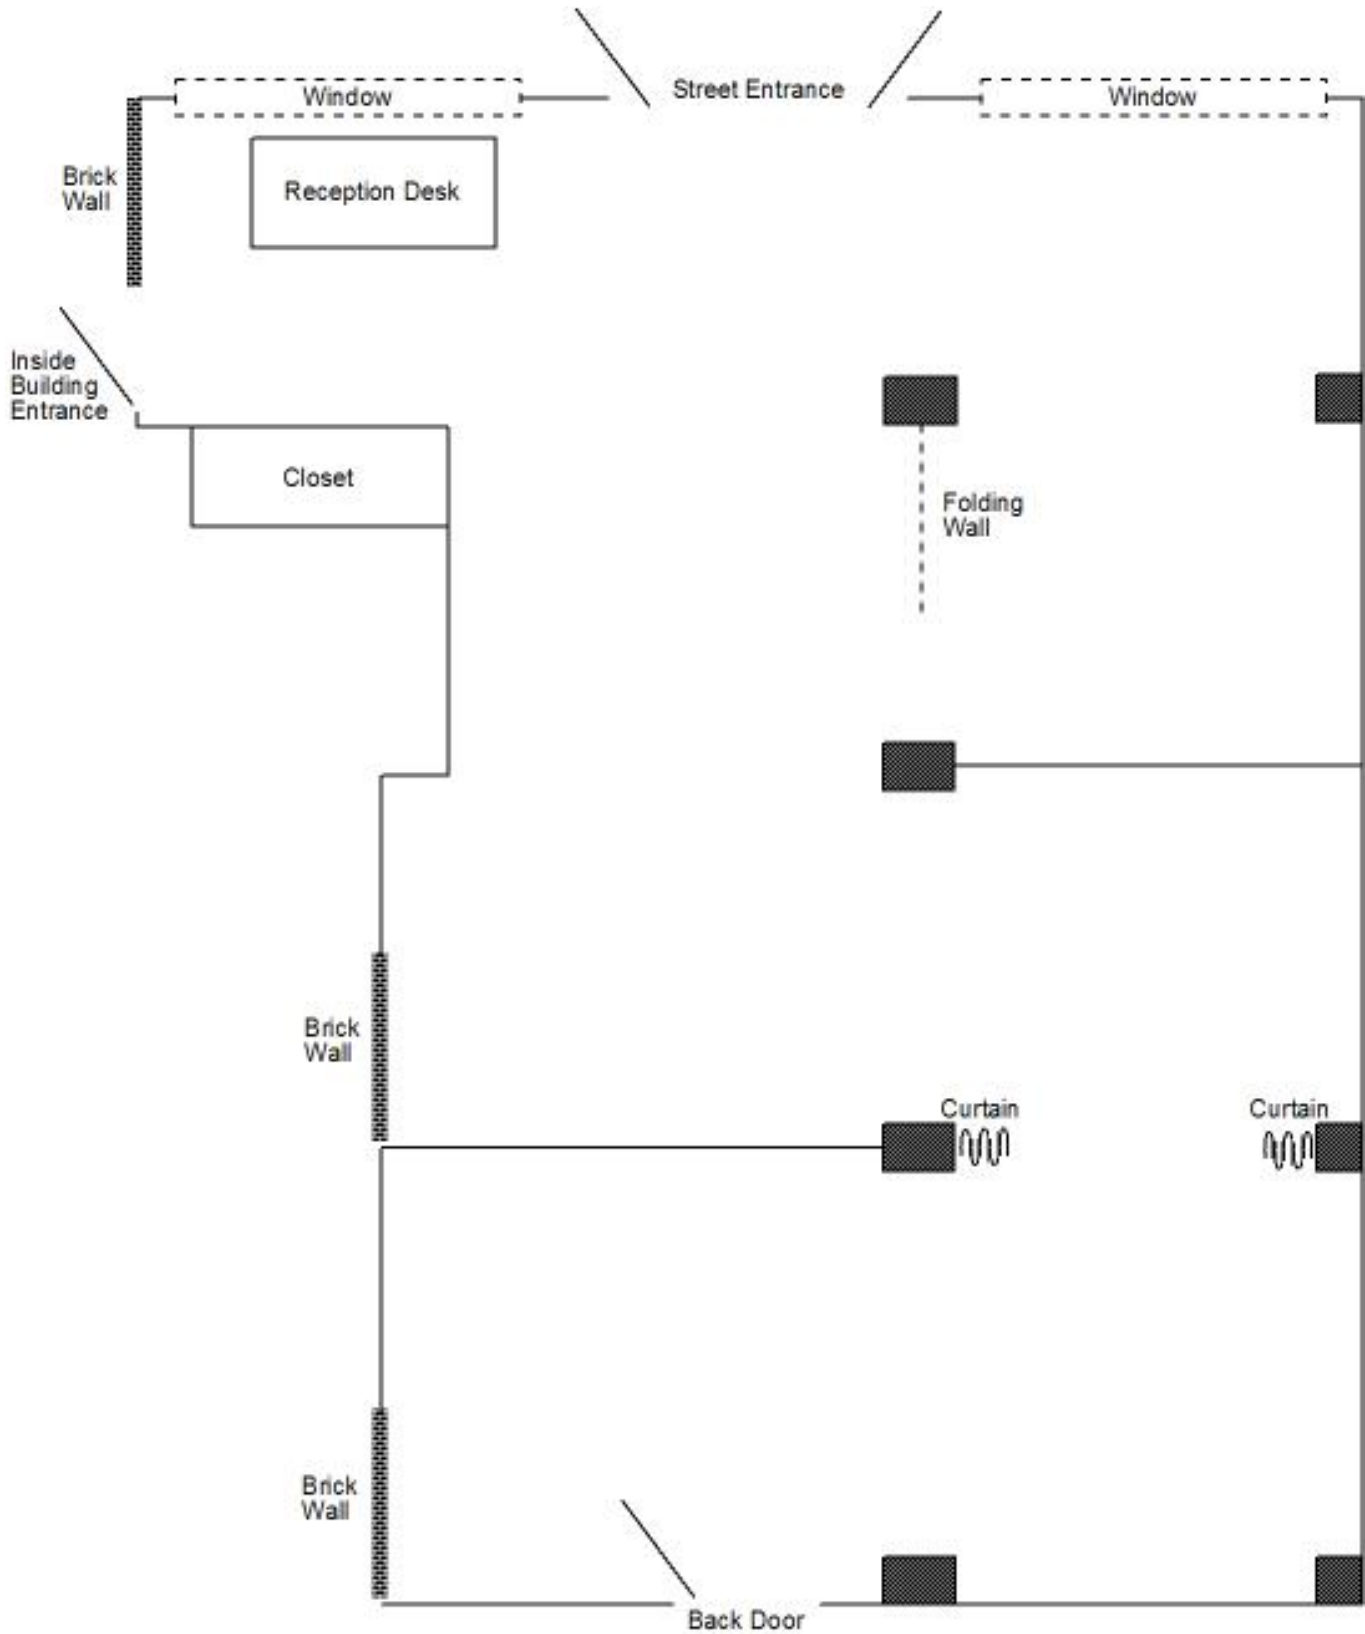 Street Entrance
Window
Window
Brick
Wall
Reception Desk
Inside
Building
Entrance
Closet
Folding
Wall
Brick
Wall
Curtain
Curtain
Brick
Wall
Back Door